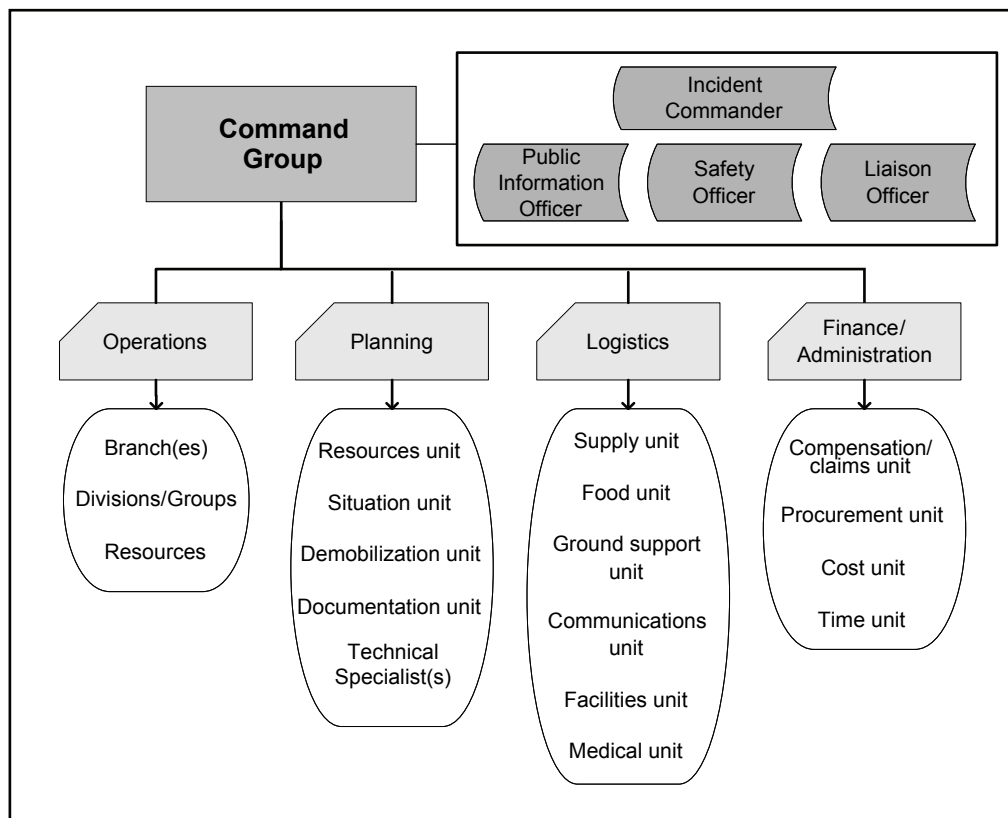 Command
Group
Incident
Commander
Public
Information
Officer
Safety
Officer
Liaison
Officer
Operations
Planning
Logistics
Finance/
Administration
Branch(es)
Divisions/Groups
Resources
Resources unit
Situation unit
Demobilization unit
Documentation unit
Technical
Specialist(s)
Supply unit
Food unit
Ground support
unit
Communications
unit
Facilities unit
Medical unit
Compensation/
claims unit
Procurement unit
Cost unit
Time unit